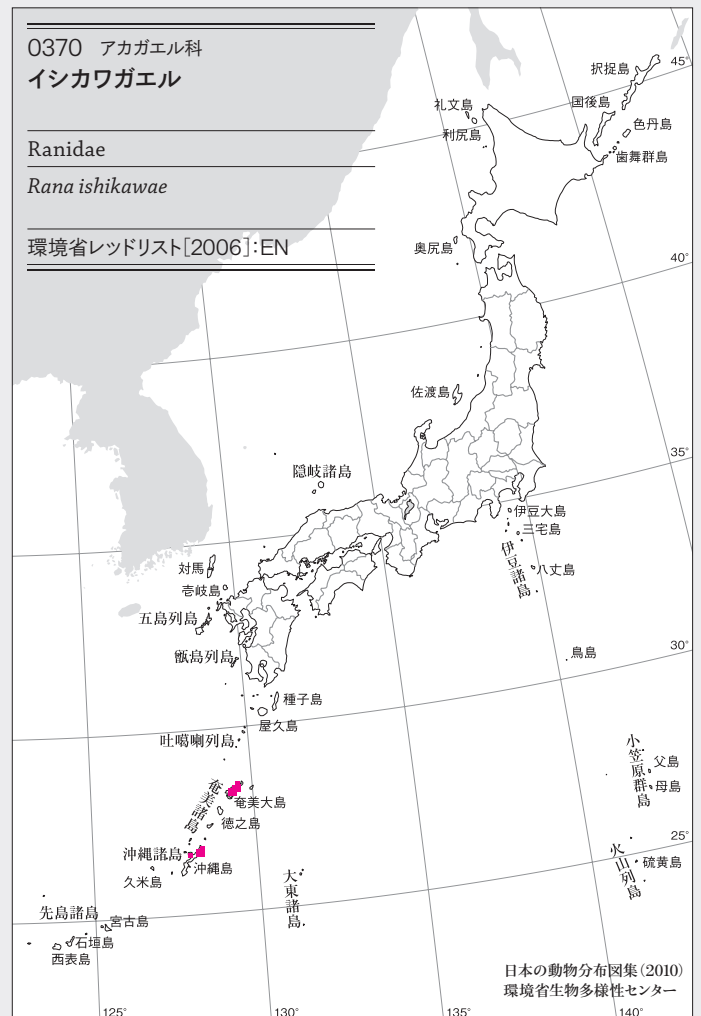 0370 アカガエル科
イシカワガエル
Ranidae
Rana ishikawae
環境省レッドリスト[2006]:EN
択捉島
45°
礼文島
国後島
利尻島
色丹島
歯舞群島
奥尻島
40°
佐渡島
35°
隠岐諸島
伊豆大島
三宅島
伊豆諸島
八丈島
対馬
壱岐島
五島列島
甑島列島
鳥島
30°
種子島
屋久島
吐噶喇列島
小笠原群島
父島
母島
奄美諸島
奄美大島
徳之島
25°
沖縄諸島
沖縄島
久米島
火山列島
硫黄島
大東諸島
先島諸島
宮古島
石垣島
西表島
日本の動物分布図集(2010)
環境省生物多様性センター
125°
130°
135°
140°